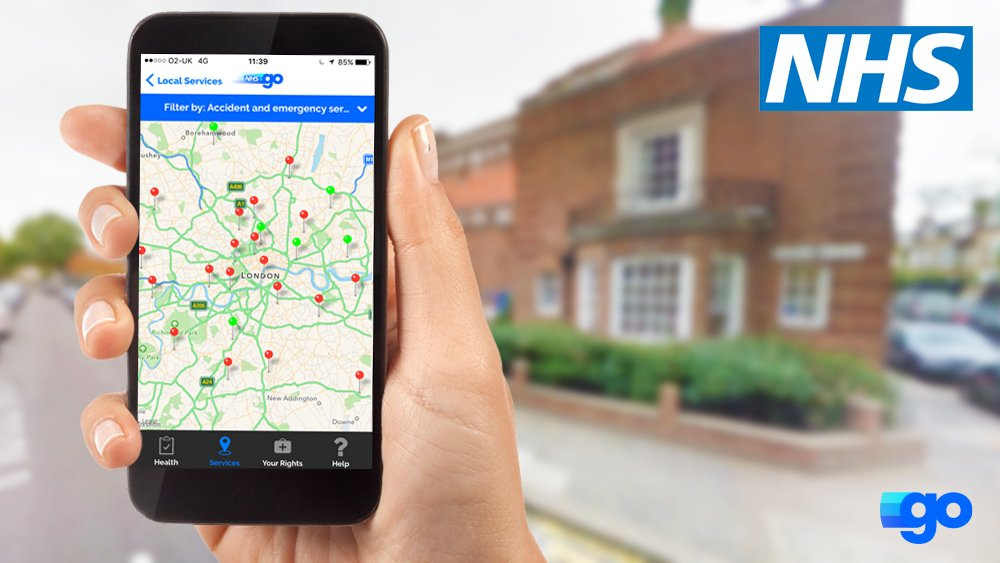 O2-UK 4G 11:39 85%
Local Services NHS go
Filter by: Accident and emergency ser...
Borehamwood
M1
A406
A1
LONDON
A205
A24
New Addington
Downe
Health Services Your Rights Help
NHS
go